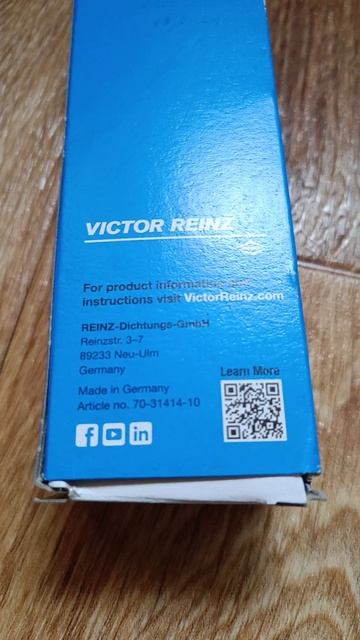 VICTOR REINZ
For product information and
instructions visit VictorReinz.com
REINZ-Dichtungs-GmbH
Reinzstr. 3–7
89233 Neu-Ulm
Germany
Learn More
Made in Germany
Article no. 70-31414-10